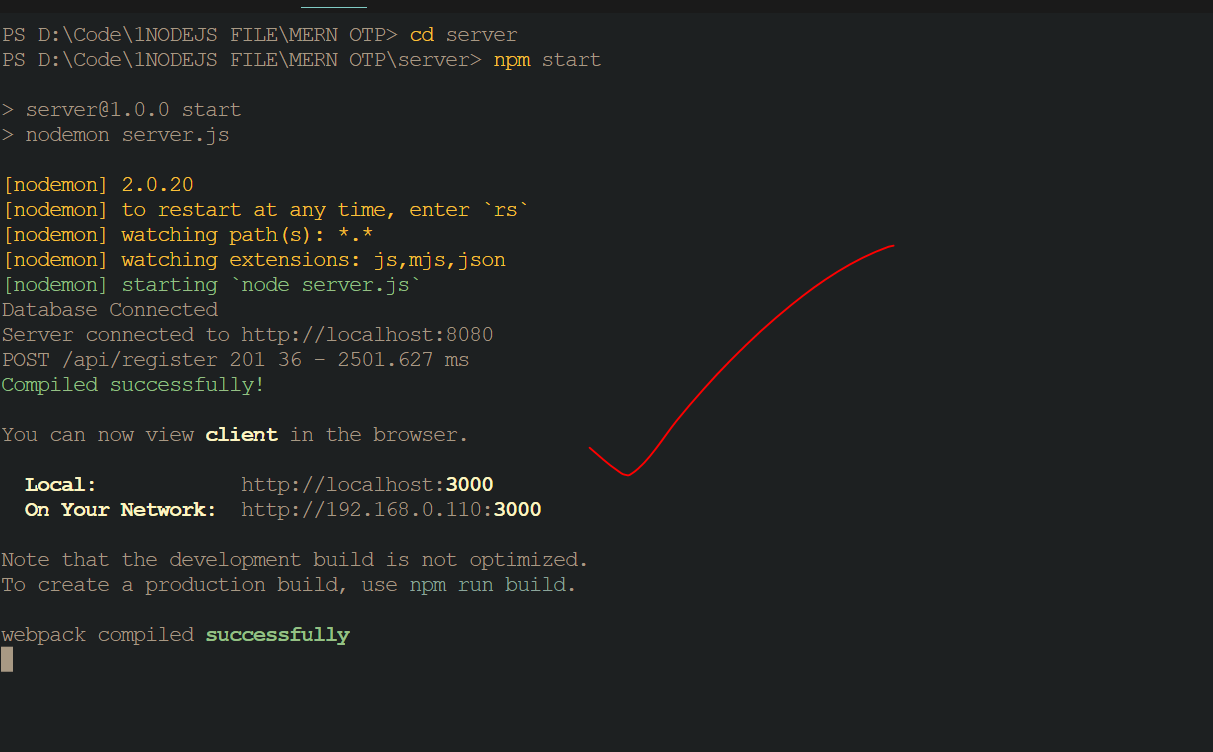 PS D:\Code\1NODEJS FILE\MERN OTP> cd server
PS D:\Code\1NODEJS FILE\MERN OTP\server> npm start
> server@1.0.0 start
> nodemon server.js
[nodemon] 2.0.20
[nodemon] to restart at any time, enter `rs`
[nodemon] watching path(s): *.*
[nodemon] watching extensions: js,mjs,json
[nodemon] starting `node server.js`
Database Connected
Server connected to http://localhost:8080
POST /api/register 201 36 - 2501.627 ms
Compiled successfully!
You can now view client in the browser.
Local: http://localhost:3000
On Your Network: http://192.168.0.110:3000
Note that the development build is not optimized.
To create a production build, use npm run build.
webpack compiled successfully